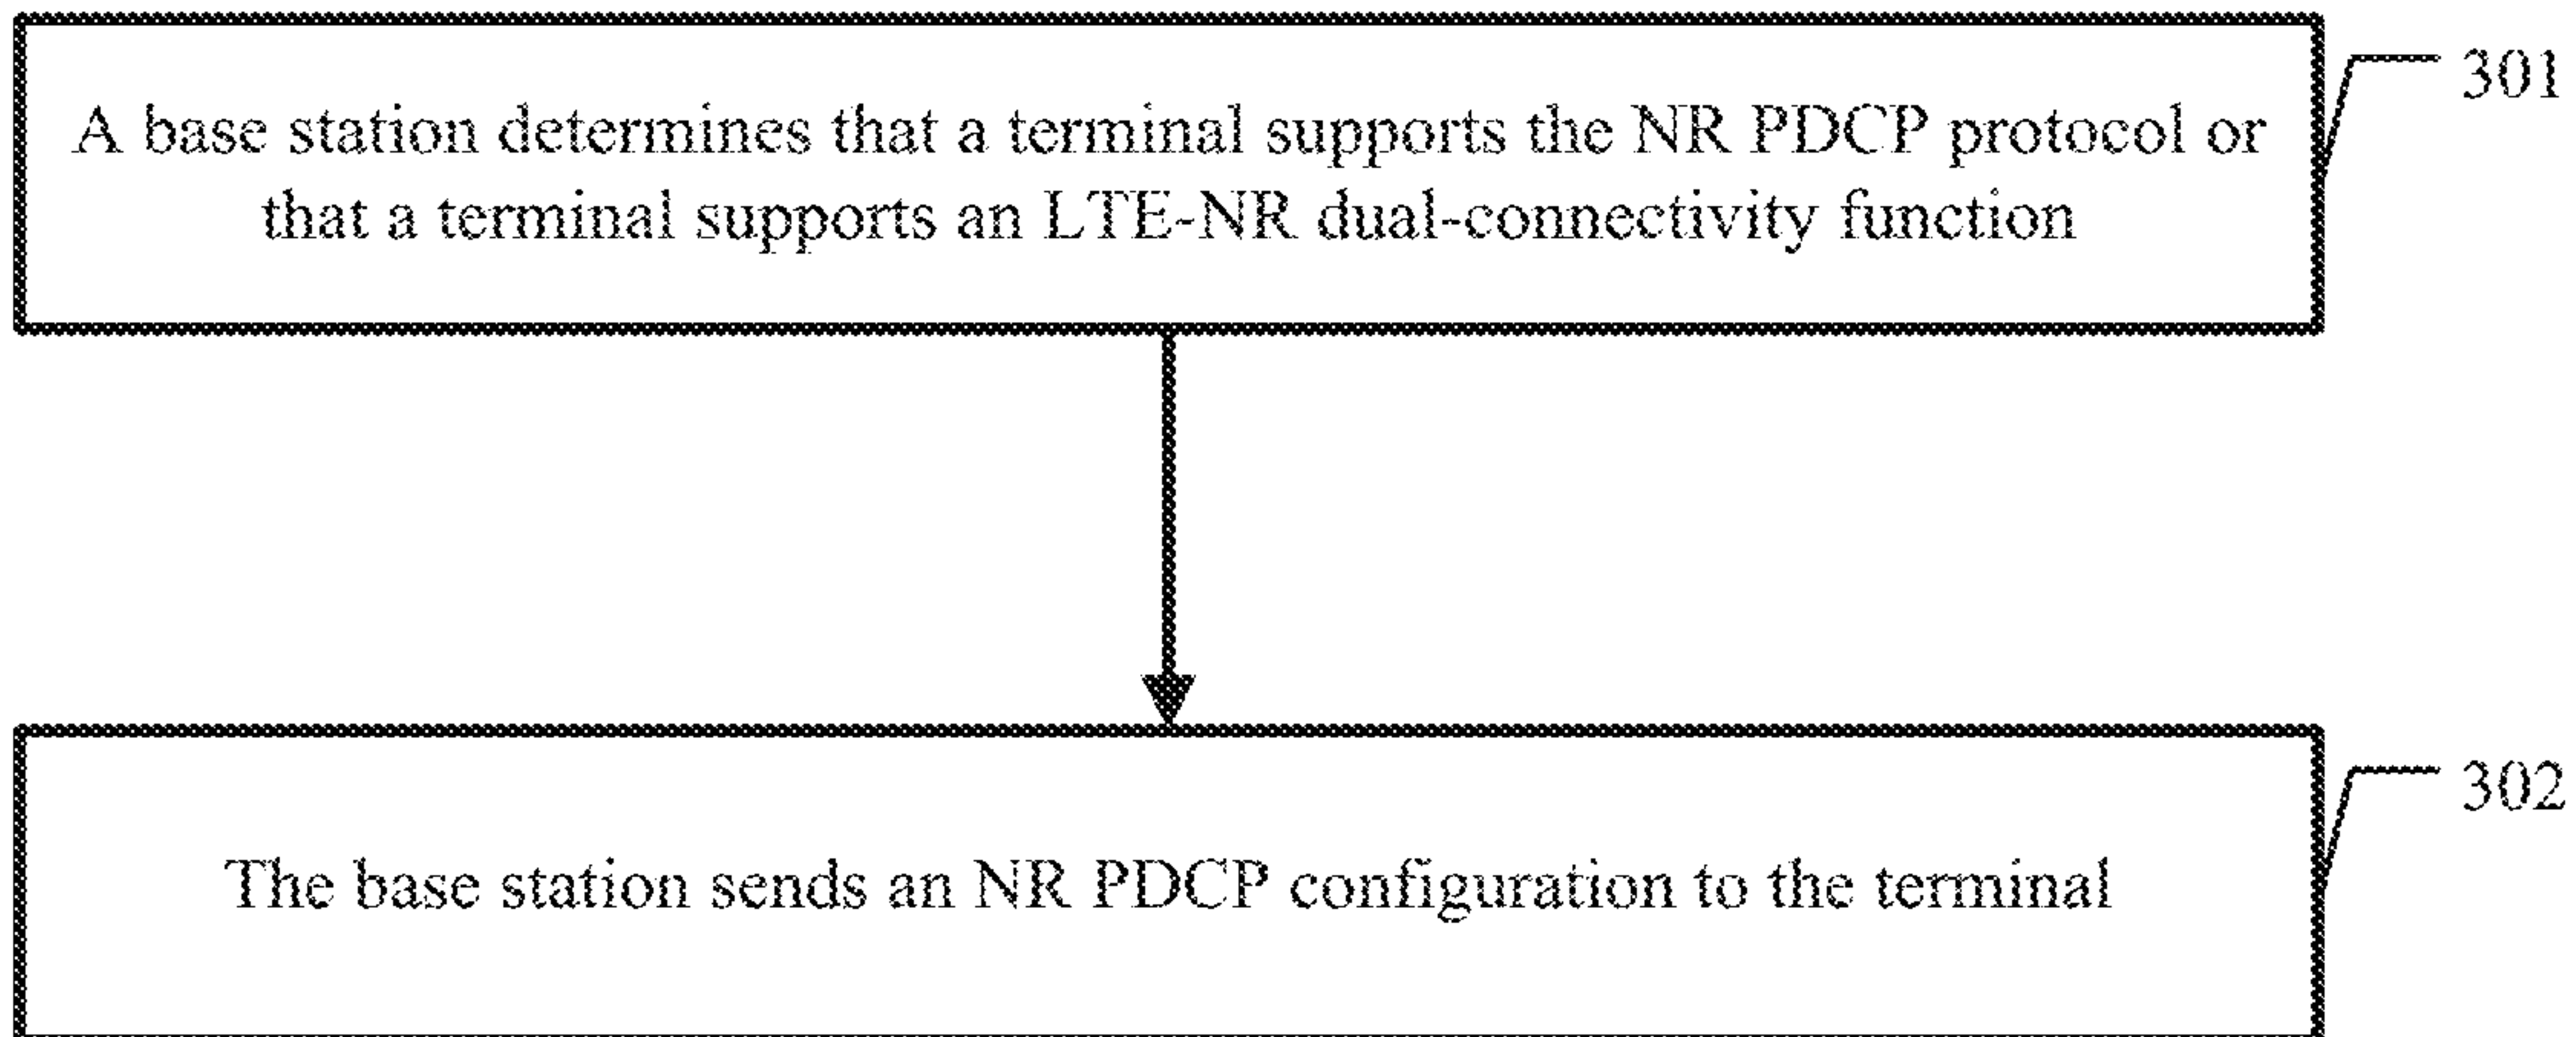 A base station determines that a terminal supports the NR PDCP protocol or
that a terminal supports an LTE-NR dual-connectivity function
301
The base station sends an NR PDCP configuration to the terminal
302